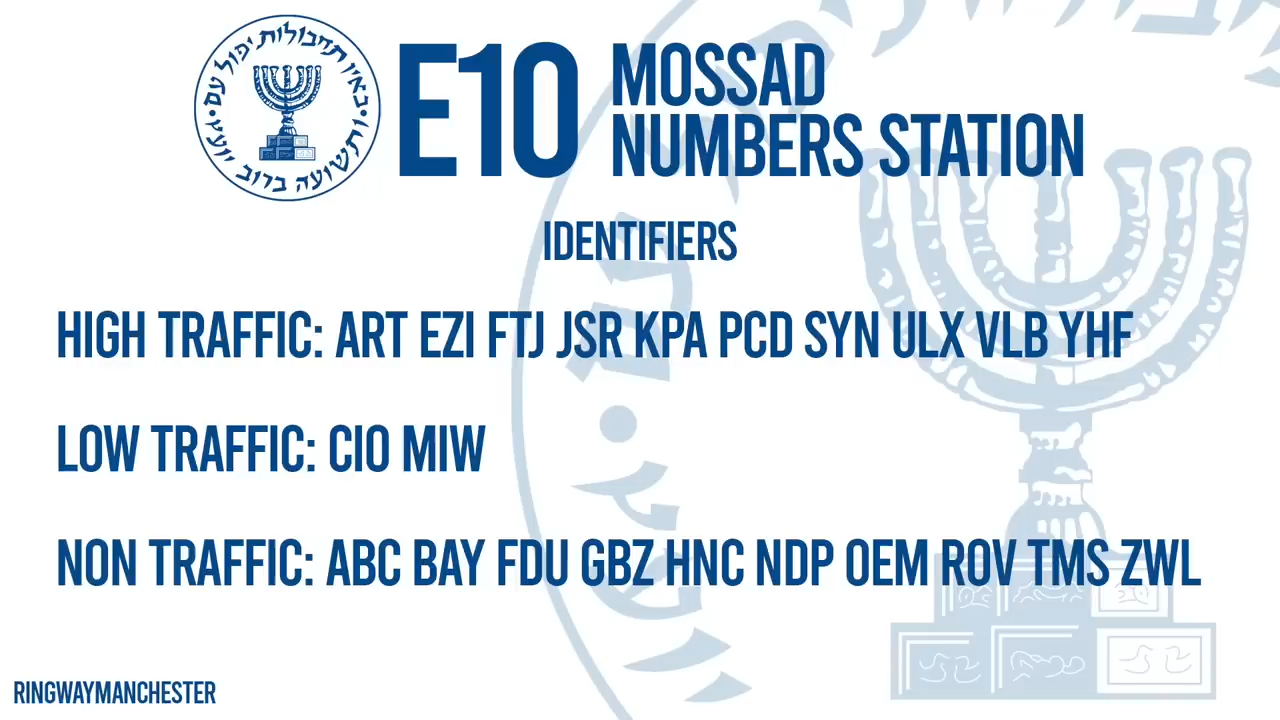 באין תחבולות יפול עם
ותשועה ברוב יועץ
E10
MOSSAD
NUMBERS STATION
IDENTIFIERS
HIGH TRAFFIC: ART EZI FTJ JSR KPA PCD SYN ULX VLB YHF
LOW TRAFFIC: CIO MIW
NON TRAFFIC: ABC BAY FDU GBZ HNC NDP OEM ROV TMS ZWL
RINGWAYMANCHESTER